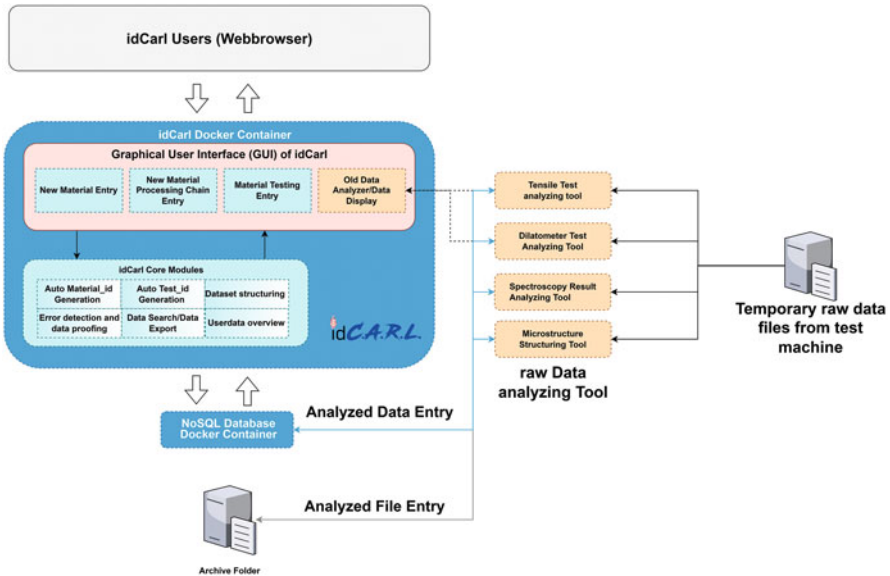 idCarl Users (Webbrowser)
idCarl Docker Container
Graphical User Interface (GUI) of idCarl
New Material Entry
New Material
Processing Chain
Entry
Material Testing
Entry
Old Data
Analyzer/Data
Display
idCarl Core Modules
Auto Material_id
Generation
Auto Test_id
Generation
Dataset structuring
Error detection and
data proofing
Data Search/Data
Export
Userdata overview
idC.A.R.L.
NoSQL Database
Docker Container
Analyzed Data Entry
Analyzed File Entry
Archive Folder
Tensile Test
analyzing tool
Dilatometer Test
Analyzing Tool
Spectroscopy Result
Analyzing Tool
Microstructure
Structuring Tool
raw Data
analyzing Tool
Temporary raw data
files from test
machine